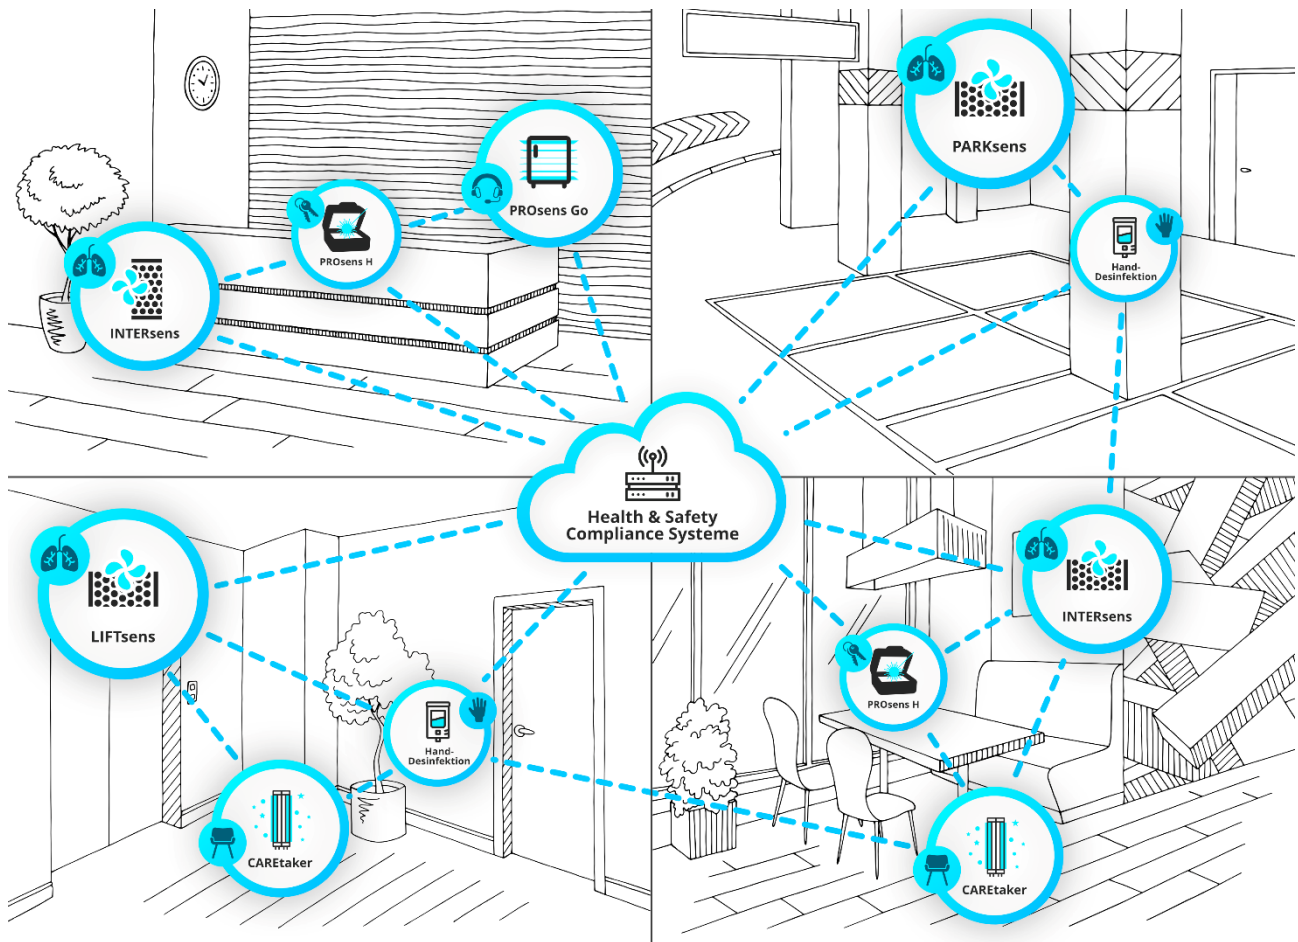 PROsens Go
PROsens H
INTERsens
PARKsens
Hand-
Desinfektion
Health & Safety
Compliance Systeme
LIFTsens
Hand-
Desinfektion
CAREtaker
INTERsens
PROsens H
CAREtaker